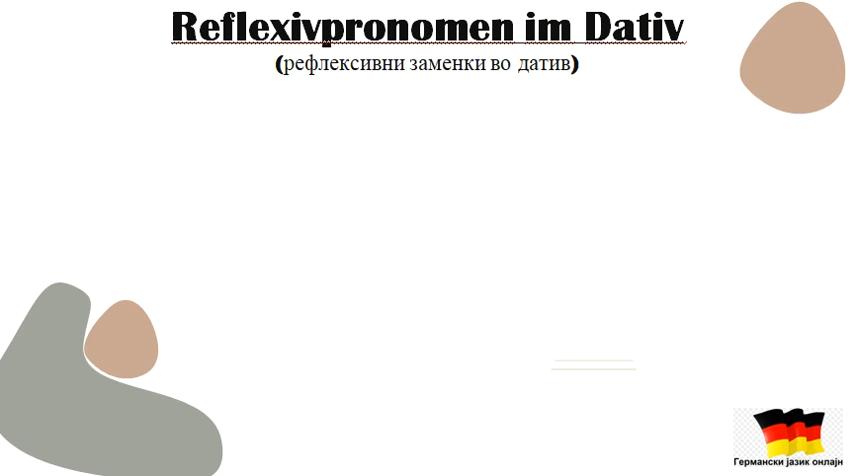 Reflexivpronomen im Dativ
(рефлексивни заменки во датив)
Германски јазик онлајн